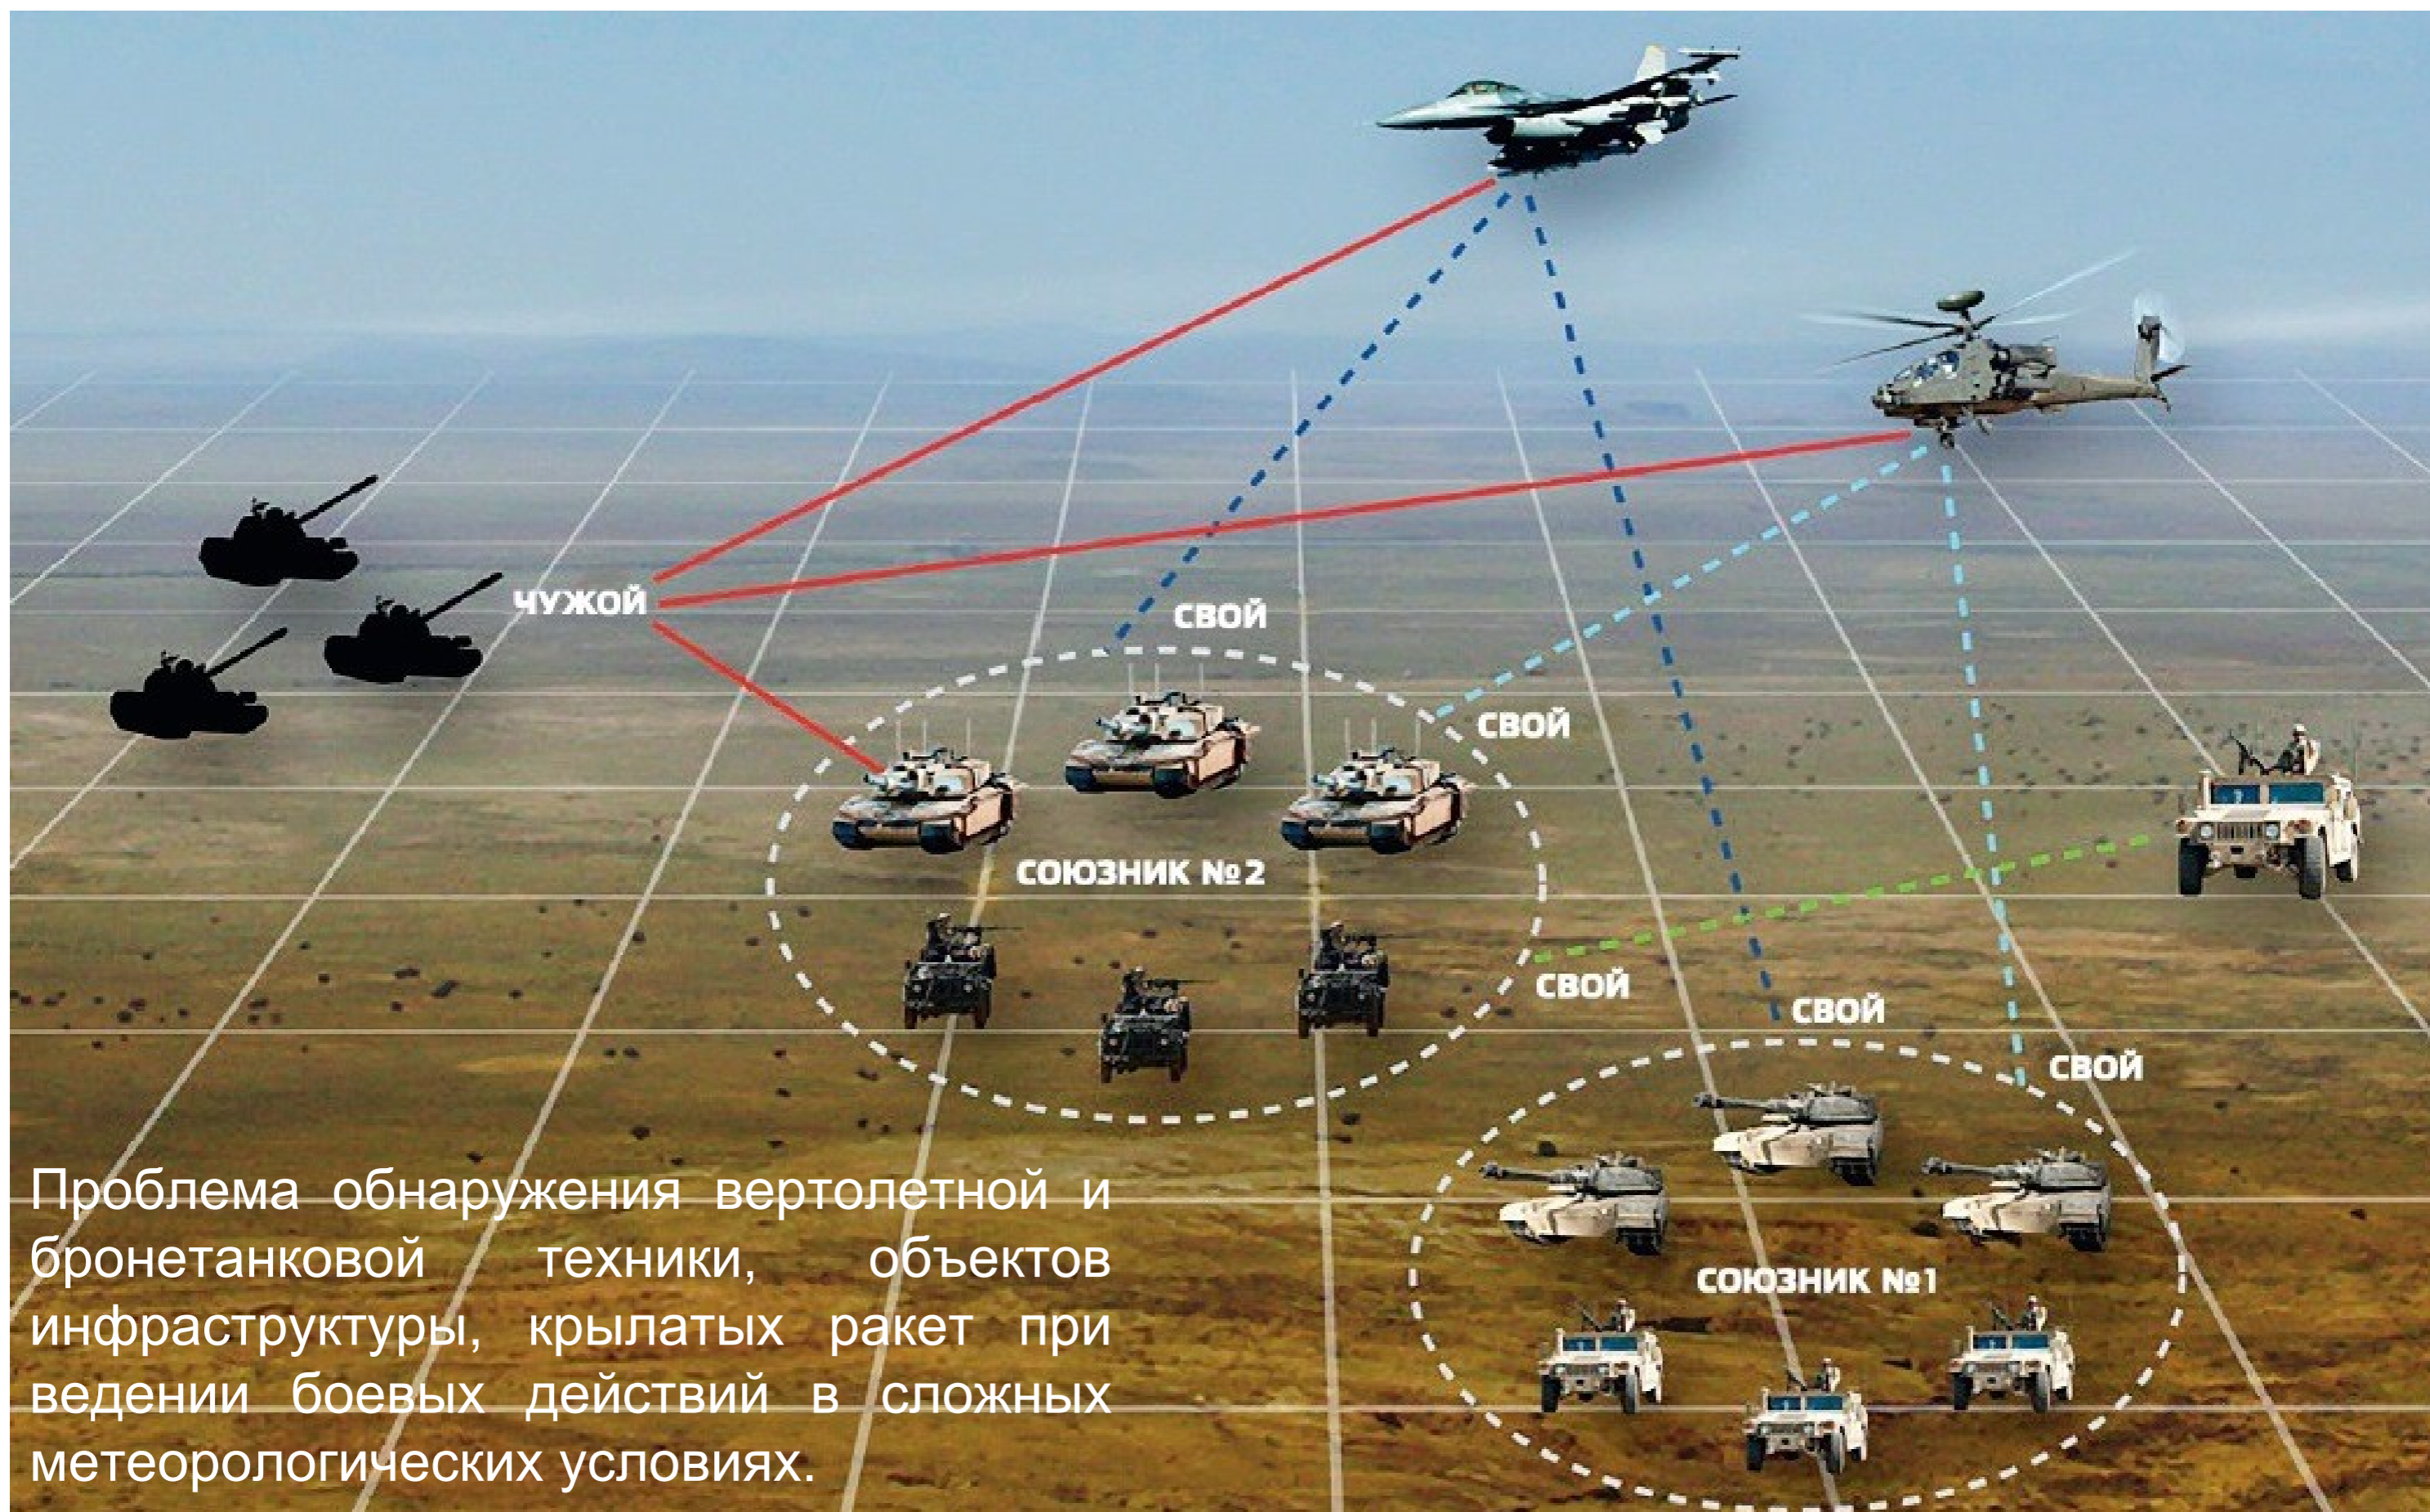 ЧУЖОЙ
СВОЙ
СВОЙ
СОЮЗНИК №2
СВОЙ
СВОЙ
СВОЙ
СОЮЗНИК №1
Проблема обнаружения вертолетной и
бронетанковой техники, объектов
инфраструктуры, крылатых ракет при
ведении боевых действий в сложных
метеорологических условиях.